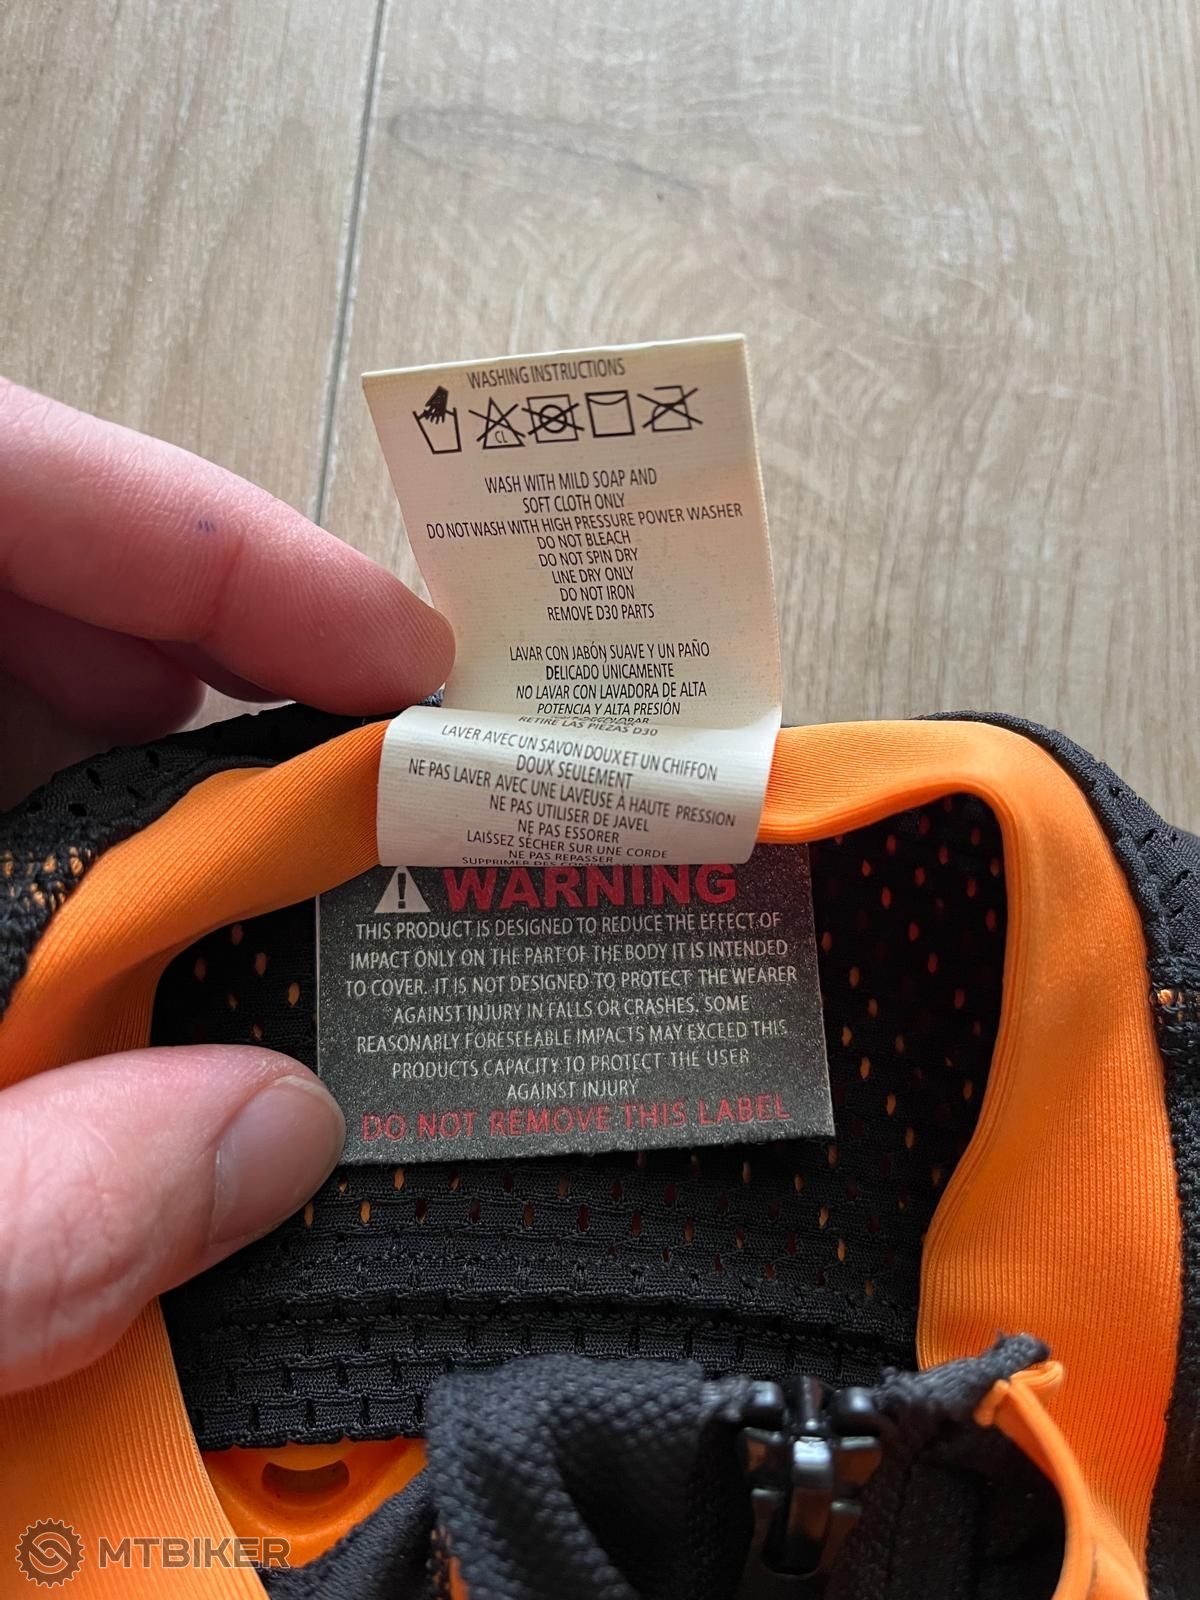 WASHING INSTRUCTIONS
CL
WASH WITH MILD SOAP AND
SOFT CLOTH ONLY
DO NOT WASH WITH HIGH PRESSURE POWER WASHER
DO NOT BLEACH
DO NOT SPIN DRY
LINE DRY ONLY
DO NOT IRON
REMOVE D30 PARTS
LAVAR CON JABÓN SUAVE Y UN PAÑO
DELICADO UNICAMENTE
NO LAVAR CON LAVADORA DE ALTA
POTENCIA Y ALTA PRESIÓN
RETIRE LAS PIEZAS D30
LAVER AVEC UN SAVON DOUX ET UN CHIFFON
DOUX SEULEMENT
NE PAS LAVER AVEC UNE LAVEUSE À HAUTE PRESSION
NE PAS UTILISER DE JAVEL
NE PAS ESSORER
LAISSEZ SÉCHER SUR UNE CORDE
NE PAS REPASSER
SUPPRIMER DES
WARNING
THIS PRODUCT IS DESIGNED TO REDUCE THE EFFECT OF
IMPACT ONLY ON THE PART OF THE BODY IT IS INTENDED
TO COVER. IT IS NOT DESIGNED TO PROTECT THE WEARER
AGAINST INJURY IN FALLS OR CRASHES. SOME
REASONABLY FORESEEABLE IMPACTS MAY EXCEED THIS
PRODUCTS CAPACITY TO PROTECT THE USER
AGAINST INJURY
DO NOT REMOVE THIS LABEL
MTBIKER